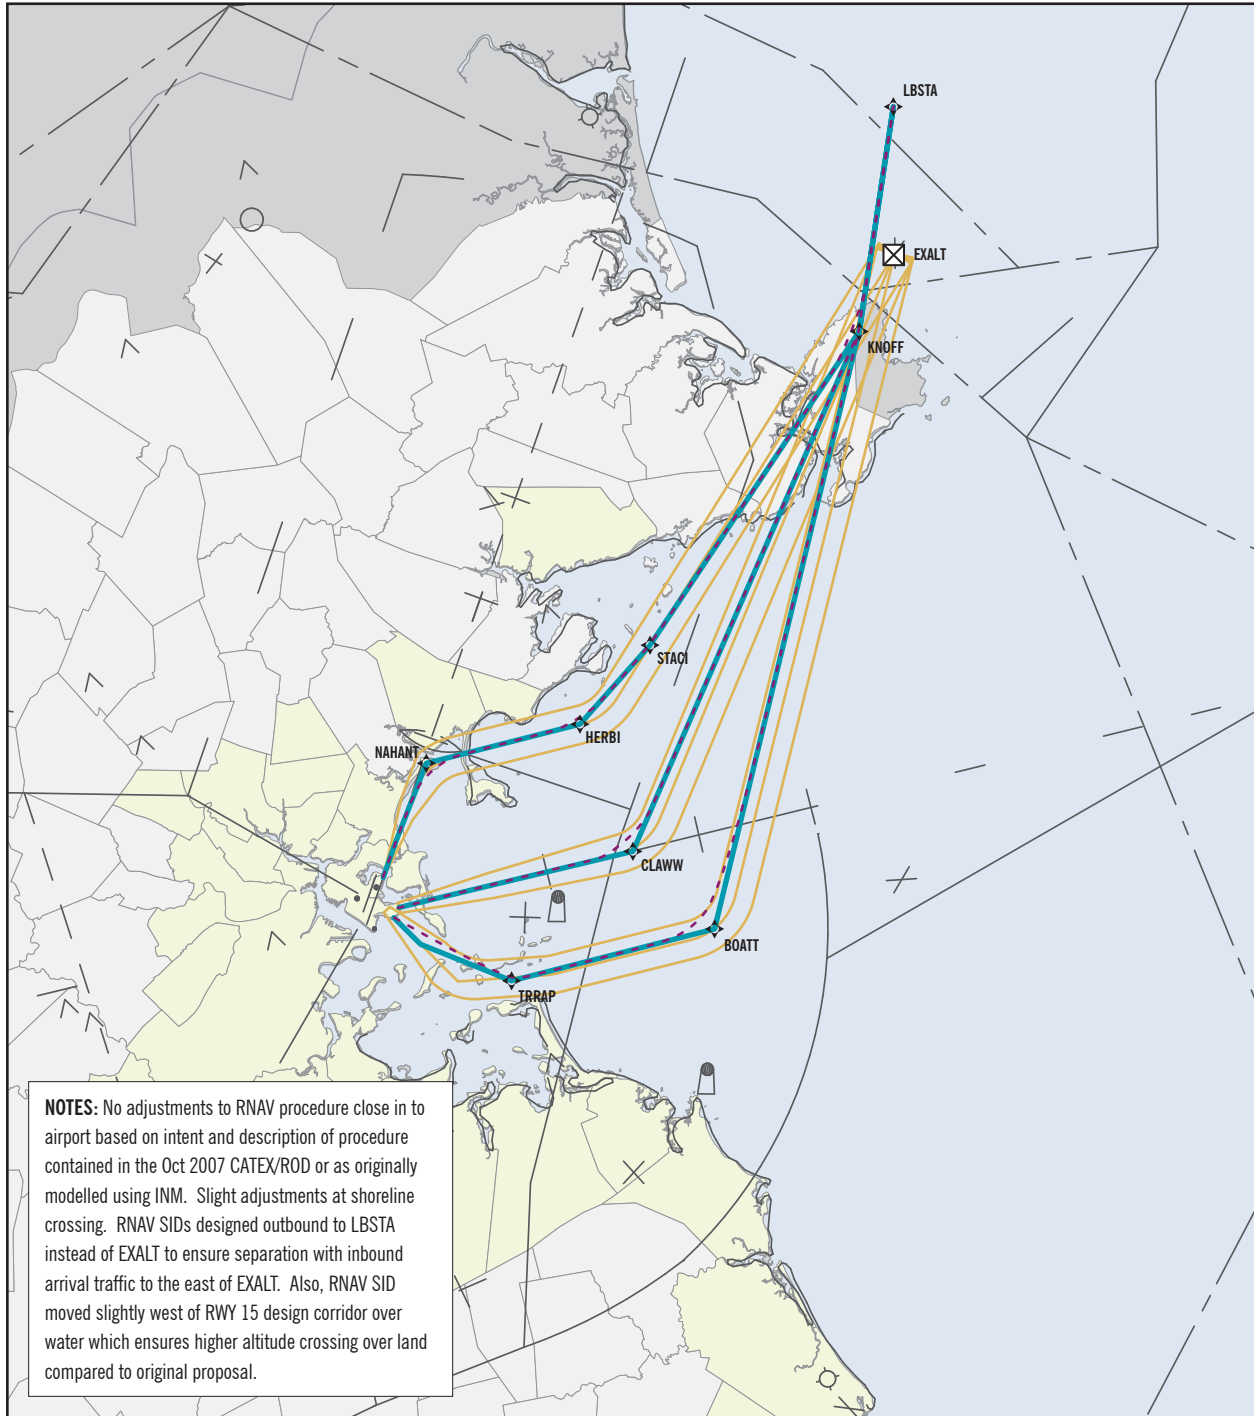 LBSTA
EXALT
KNOFF
STACI
HERBI
NAHANT
CLAWW
BOATT
TRRAP
NOTES: No adjustments to RNAV procedure close in to
airport based on intent and description of procedure
contained in the Oct 2007 CATEX/ROD or as originally
modelled using INM. Slight adjustments at shoreline
crossing. RNAV SIDs designed outbound to LBSTA
instead of EXALT to ensure separation with inbound
arrival traffic to the east of EXALT. Also, RNAV SID
moved slightly west of RWY 15 design corridor over
water which ensures higher altitude crossing over land
compared to original proposal.